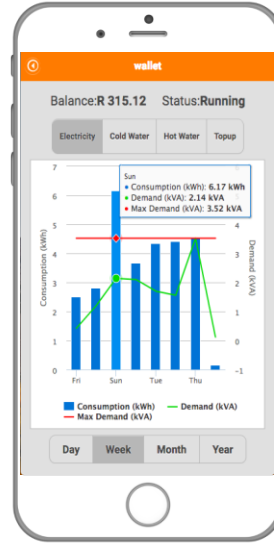 wallet
Balance:R 315.12 Status:Running
Electricity Cold Water Hot Water Topup
Sun
Consumption (kWh): 6.17 kWh
Demand (kVA): 2.14 kVA
Max Demand (kVA): 3.52 kVA
7
6
5
4
3
2
1
0
Consumption (kWh)
4
3
2
1
0
-1
Demand (kVA)
Fri Sun Tue Thu
Consumption (kWh) Demand (kVA)
Max Demand (kVA)
Day Week Month Year